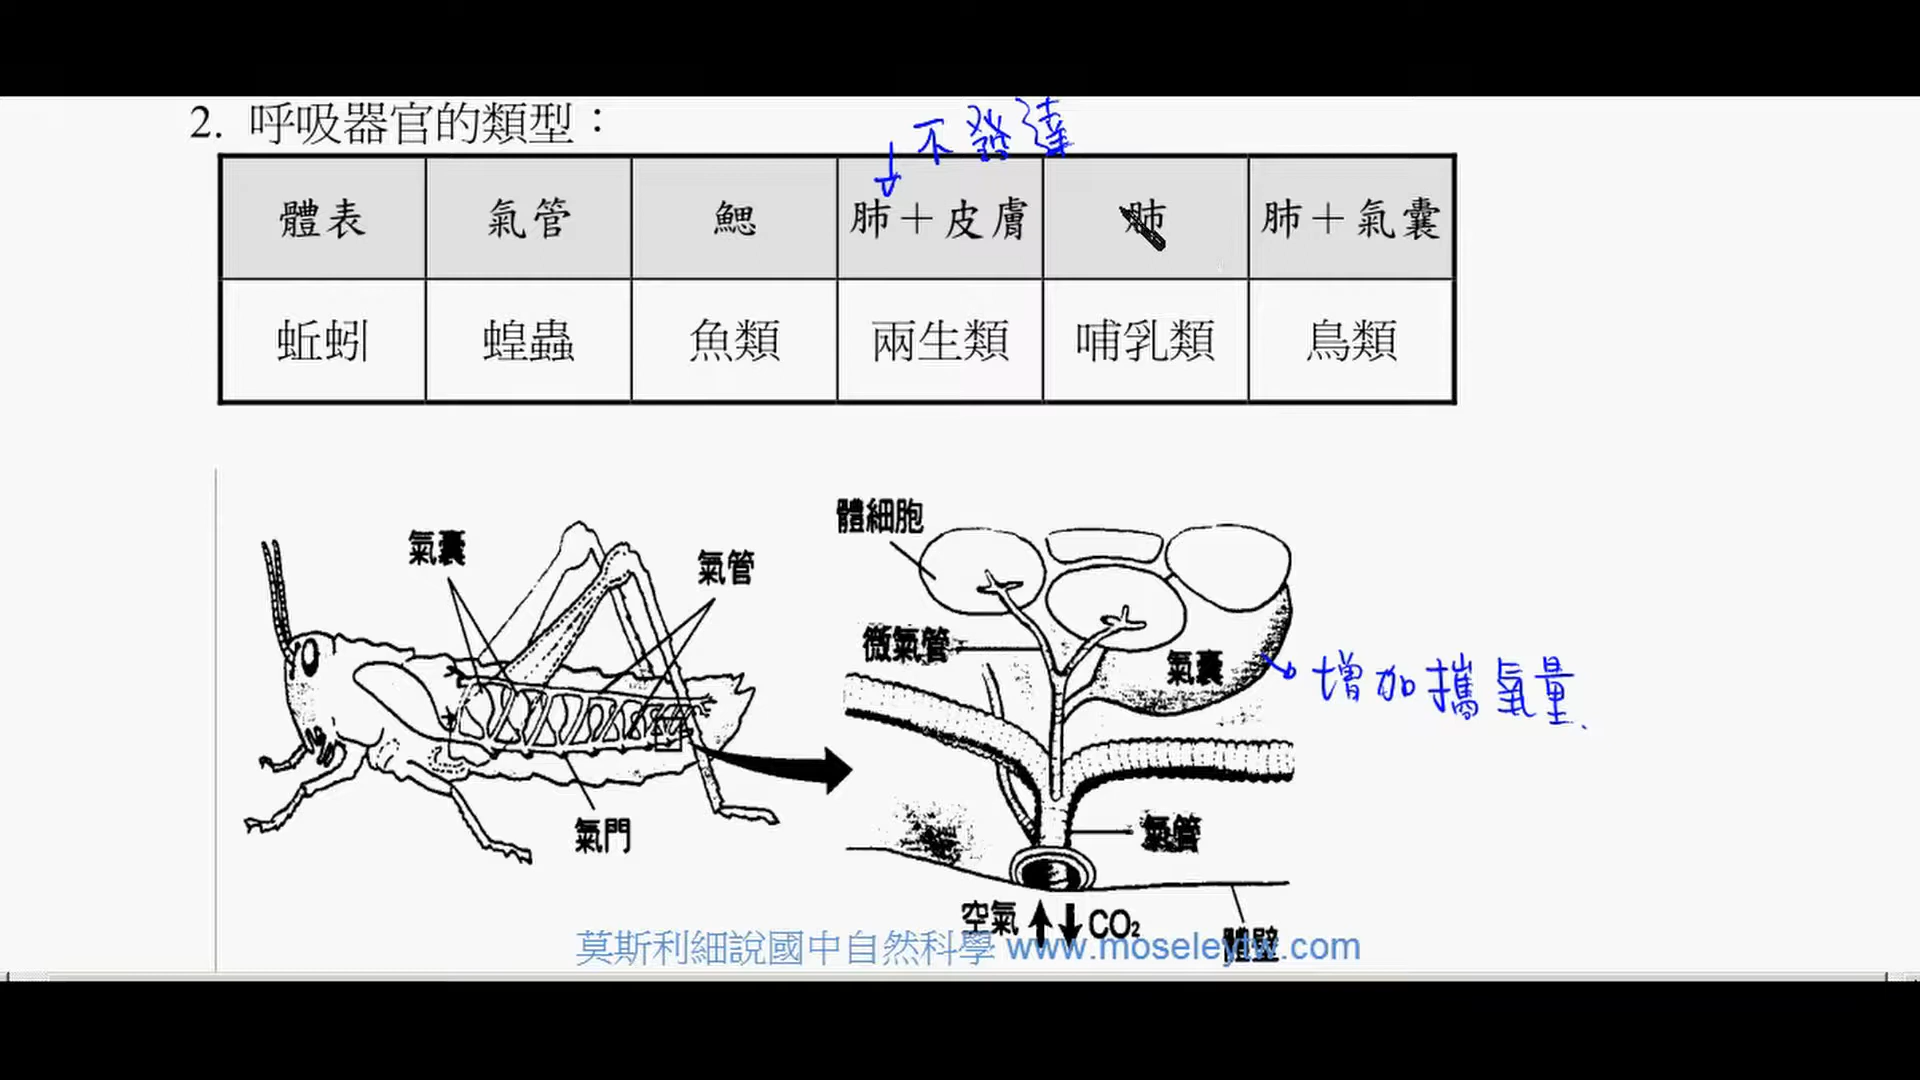 2. 呼吸器官的類型：
不發達
體表 氣管 鰓 肺＋皮膚 肺 肺＋氣囊
蚯蚓 蝗蟲 魚類 兩生類 哺乳類 鳥類
氣囊
氣管
氣門
體細胞
微氣管
氣囊
增加攜氧量
氣管
空氣 CO₂
體壁
莫斯利細說國中自然科學 www.moseleytw.com